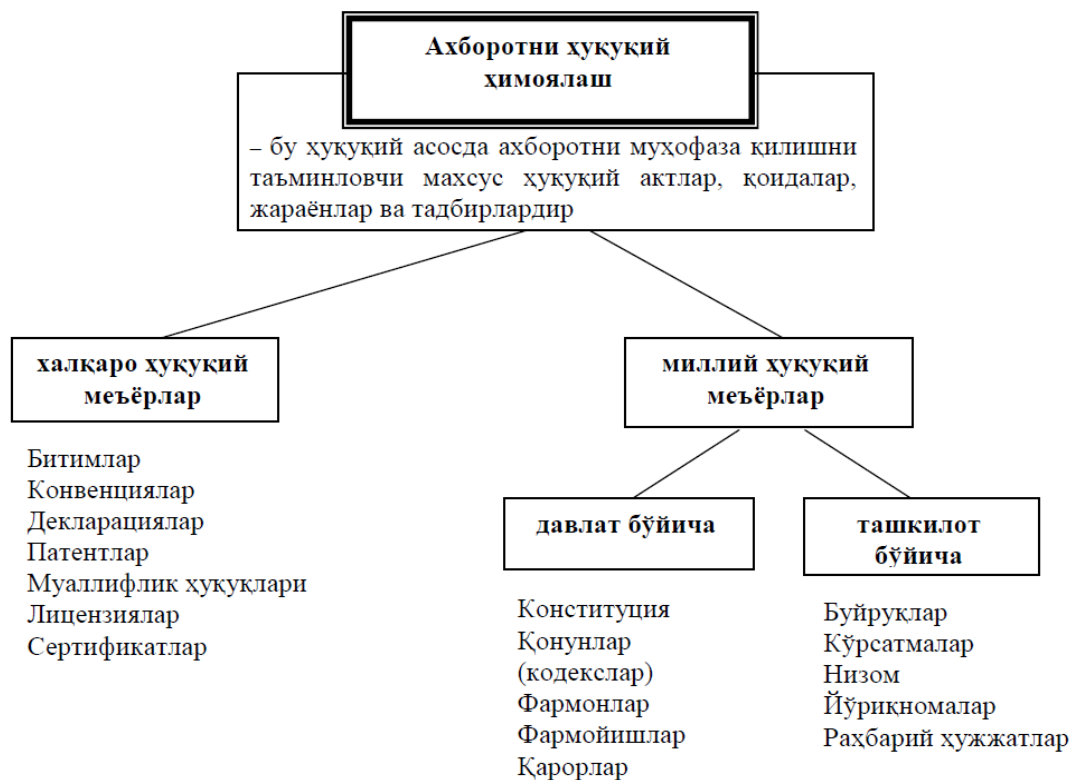 Ахборотни ҳуқуқий
ҳимоялаш
– бу ҳуқуқий асосда ахборотни муҳофаза қилишни
таъминловчи махсус ҳуқуқий актлар, қоидалар,
жараёнлар ва тадбирлардир
халқаро ҳуқуқий
меъёрлар
Битимлар
Конвенциялар
Декларациялар
Патентлар
Муаллифлик ҳуқуқлари
Лицензиялар
Сертификатлар
миллий ҳуқуқий
меъёрлар
давлат бўйича
Конституция
Қонунлар
(кодекслар)
Фармонлар
Фармойишлар
Қарорлар
ташкилот
бўйича
Буйруқлар
Кўрсатмалар
Низом
Йўриқномалар
Раҳбарий ҳужжатлар